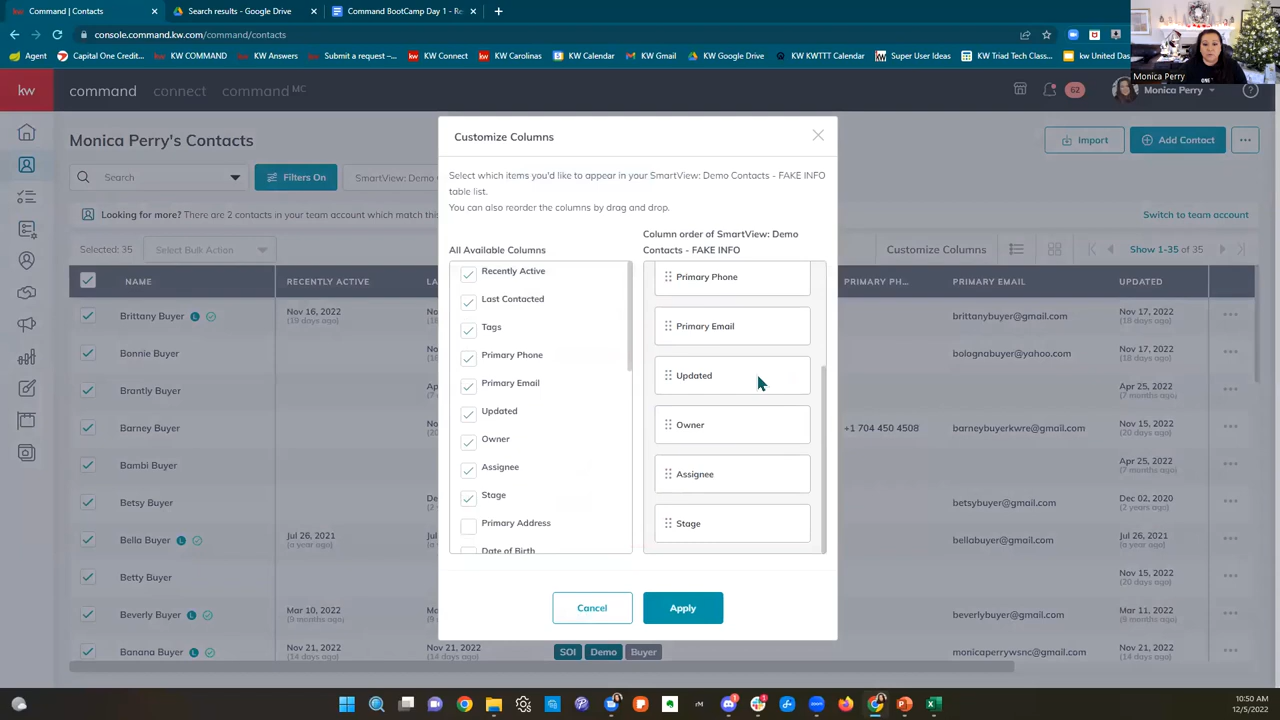 Command | Contacts
Search results - Google Drive
Command BootCamp Day 1 - Re
console.command.kw.com/command/contacts
Agent
Capital One Credit...
KW COMMAND
KW Answers
Submit a request –...
KW Connect
KW Carolinas
KW Calendar
KW Gmail
KW Google Drive
KW KWTTT Calendar
Super User Ideas
KW Triad Tech Class...
kw United Das
Monica Perry
kw
command
connect
command MC
62
Monica Perry
Monica Perry's Contacts
Import
Add Contact
Search
Filters On
SmartView: Demo
Looking for more? There are 2 contacts in your team account which match this
Switch to team account
Selected: 35
Select Bulk Action
Customize Columns
Show 1-35 of 35
NAME
RECENTLY ACTIVE
PRIMARY PH...
PRIMARY EMAIL
UPDATED
Brittany Buyer
L
Nov 16, 2022
(19 days ago)
brittanybuyer@gmail.com
Nov 17, 2022
(18 days ago)
Bonnie Buyer
bolognabuyer@yahoo.com
Nov 17, 2022
(18 days ago)
Brantly Buyer
Apr 25, 2022
(7 months ago)
Barney Buyer
+1 704 450 4508
barneybuyerkwre@gmail.com
Nov 15, 2022
(20 days ago)
Bambi Buyer
Apr 25, 2022
(7 months ago)
Betsy Buyer
betsybuyer@gmail.com
Dec 02, 2020
(2 years ago)
Bella Buyer
L
Jul 26, 2021
(a year ago)
bellabuyer@gmail.com
Jul 26, 2021
(a year ago)
Betty Buyer
Nov 15, 2022
(20 days ago)
Beverly Buyer
L
Mar 10, 2022
(9 months ago)
beverlybuyer@gmail.com
Mar 11, 2022
(9 months ago)
Banana Buyer
L
Nov 21, 2022
(14 days ago)
Nov 21, 2022
(14 days ago)
SOI
Demo
Buyer
monicaperrywsnc@gmail.com
Nov 21, 2022
(14 days ago)
Customize Columns
Select which items you'd like to appear in your SmartView: Demo Contacts - FAKE INFO
table list.
You can also reorder the columns by drag and drop.
All Available Columns
Recently Active
Last Contacted
Tags
Primary Phone
Primary Email
Updated
Owner
Assignee
Stage
Primary Address
Date of Birth
Column order of SmartView: Demo
Contacts - FAKE INFO
Primary Phone
Primary Email
Updated
Owner
Assignee
Stage
Cancel
Apply
10:50 AM
12/5/2022